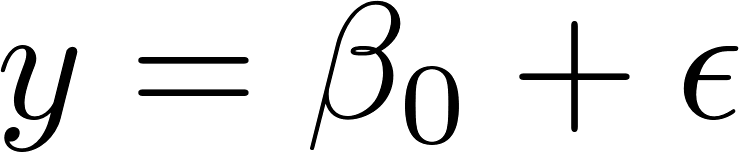 y = β₀ + ϵ